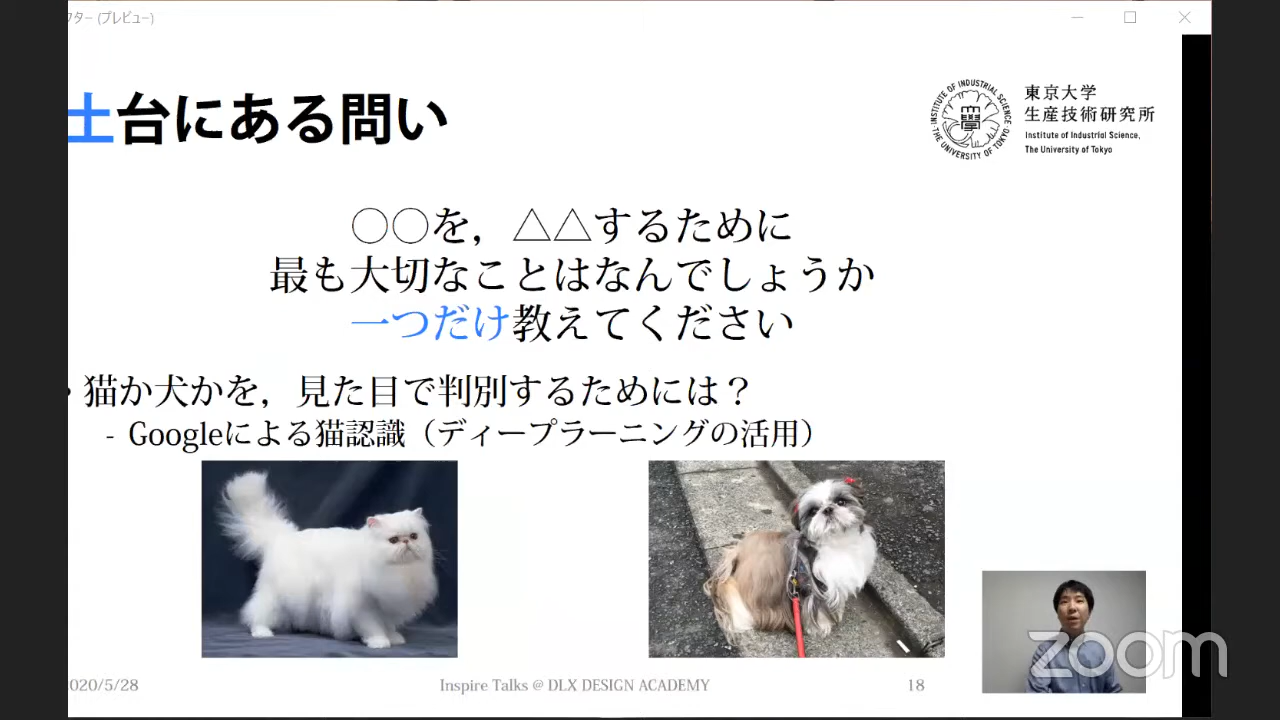 ター (プレビュー)
土台にある問い
INSTITUTE OF INDUSTRIAL SCIENCE, THE UNIVERSITY OF TOKYO
東京大学
生産技術研究所
Institute of Industrial Science,
The University of Tokyo
○○を，△△するために
最も大切なことはなんでしょうか
一つだけ教えてください
猫か犬かを，見た目で判別するためには？
- Googleによる猫認識（ディープラーニングの活用）
2020/5/28
Inspire Talks @ DLX DESIGN ACADEMY
18
zoom